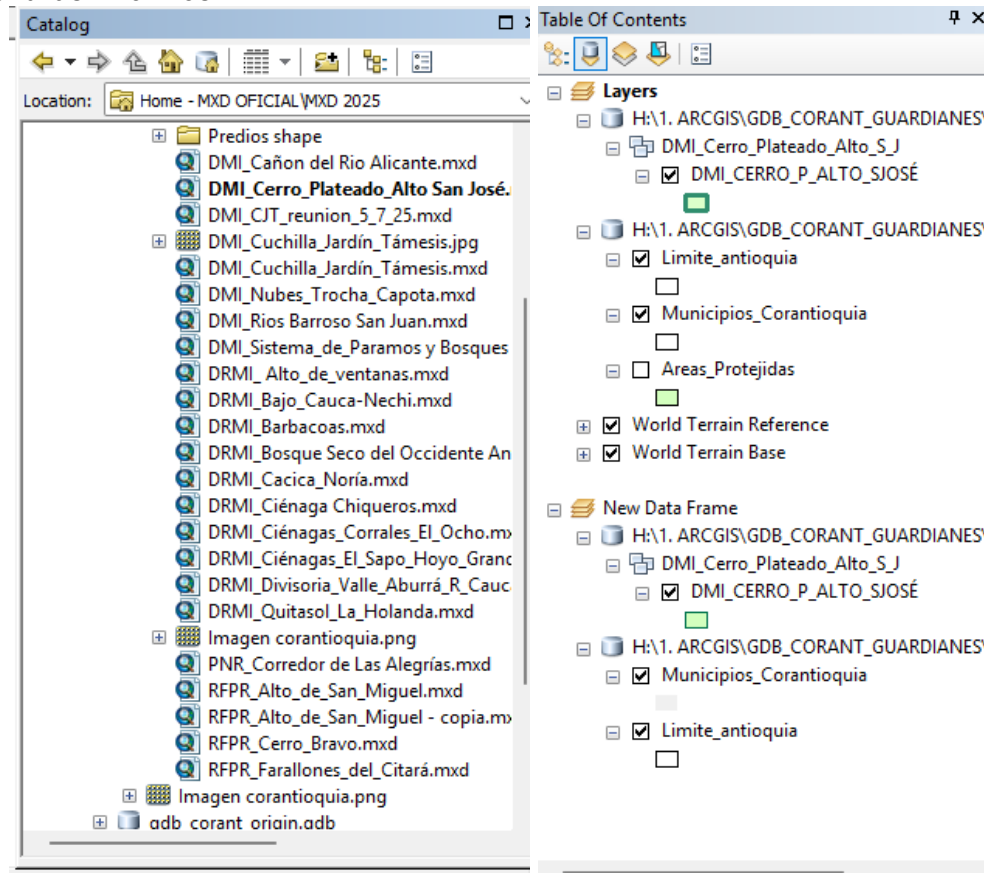 Catalog
Location: Home - MXD OFICIAL\MXD 2025
Predios shape
DMI_Cañon del Rio Alicante.mxd
DMI_Cerro_Plateado_Alto San José.
DMI_CJT_reunion_5_7_25.mxd
DMI_Cuchilla_Jardín_Támesis.jpg
DMI_Cuchilla_Jardín_Támesis.mxd
DMI_Nubes_Trocha_Capota.mxd
DMI_Rios Barroso San Juan.mxd
DMI_Sistema_de_Paramos y Bosques
DRMI_ Alto_de_ventanas.mxd
DRMI_Bajo_Cauca-Nechi.mxd
DRMI_Barbacoas.mxd
DRMI_Bosque Seco del Occidente An
DRMI_Cacica_Noría.mxd
DRMI_Ciénaga Chiqueros.mxd
DRMI_Ciénagas_Corrales_El_Ocho.mx
DRMI_Ciénagas_El_Sapo_Hoyo_Granc
DRMI_Divisoria_Valle_Aburrá_R_Cauc
DRMI_Quitasol_La_Holanda.mxd
Imagen corantioquia.png
PNR_Corredor de Las Alegrías.mxd
RFPR_Alto_de_San_Miguel.mxd
RFPR_Alto_de_San_Miguel - copia.mx
RFPR_Cerro_Bravo.mxd
RFPR_Farallones_del_Citará.mxd
Imagen corantioquia.png
gdb_corant_origin.gdb
Table Of Contents
Layers
H:\1. ARCGIS\GDB_CORANT_GUARDIANES\
DMI_Cerro_Plateado_Alto_S_J
DMI_CERRO_P_ALTO_SJOSÉ
H:\1. ARCGIS\GDB_CORANT_GUARDIANES\
Limite_antioquia
Municipios_Corantioquia
Areas_Protejidas
World Terrain Reference
World Terrain Base
New Data Frame
H:\1. ARCGIS\GDB_CORANT_GUARDIANES\
DMI_Cerro_Plateado_Alto_S_J
DMI_CERRO_P_ALTO_SJOSÉ
H:\1. ARCGIS\GDB_CORANT_GUARDIANES\
Municipios_Corantioquia
Limite_antioquia